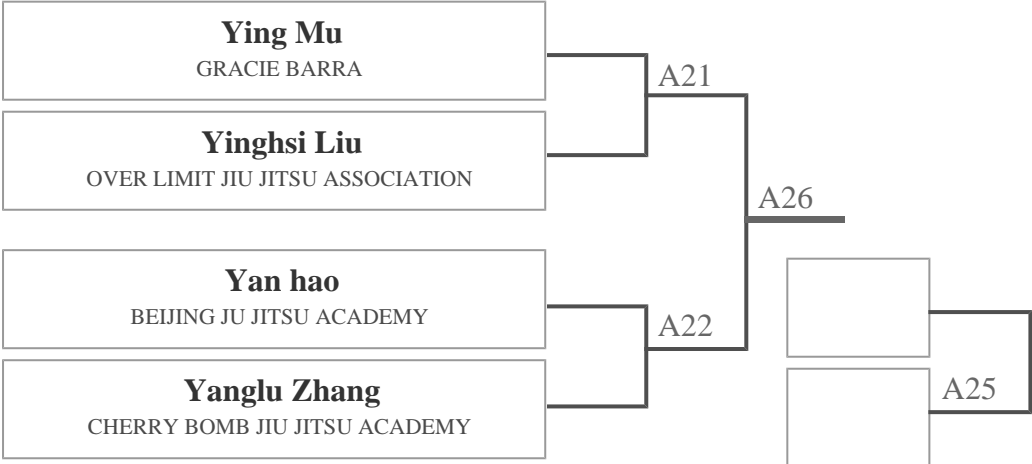 Ying Mu
GRACIE BARRA
A21
Yinghsi Liu
OVER LIMIT JIU JITSU ASSOCIATION
A26
Yan hao
BEIJING JU JITSU ACADEMY
A22
Yanglu Zhang
CHERRY BOMB JIU JITSU ACADEMY
A25